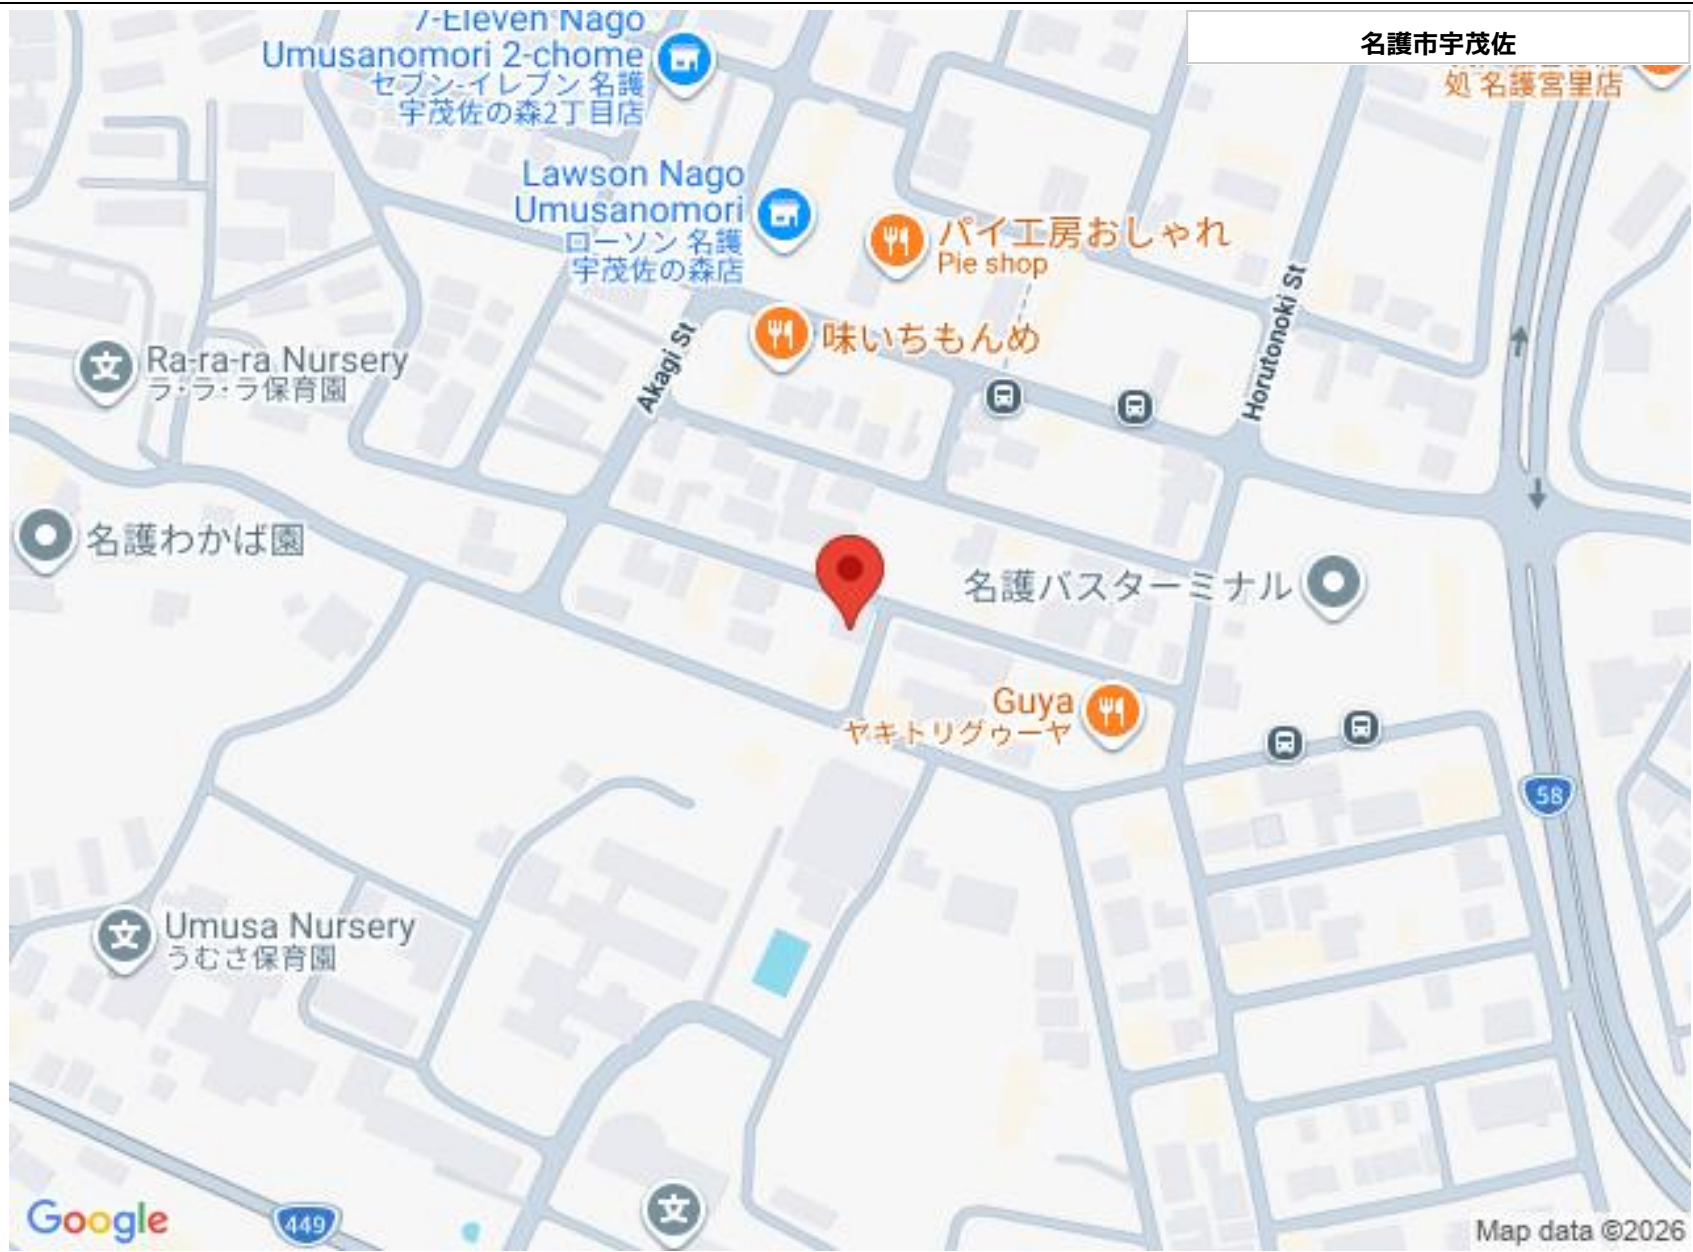 7-Eleven Nago
Umusanomori 2-chome
セブン-イレブン 名護
宇茂佐の森2丁目店
名護市宇茂佐
処 名護宮里店
Lawson Nago
Umusanomori
ローソン 名護
宇茂佐の森店
パイ工房おしゃれ
Pie shop
味いちもんめ
Akagi St
Horutonoki St
Ra-ra-ra Nursery
ラ・ラ・ラ保育園
名護わかば園
名護バスターミナル
Guya
ヤキトリグゥーヤ
58
Umusa Nursery
うむさ保育園
Google
449
Map data ©2026